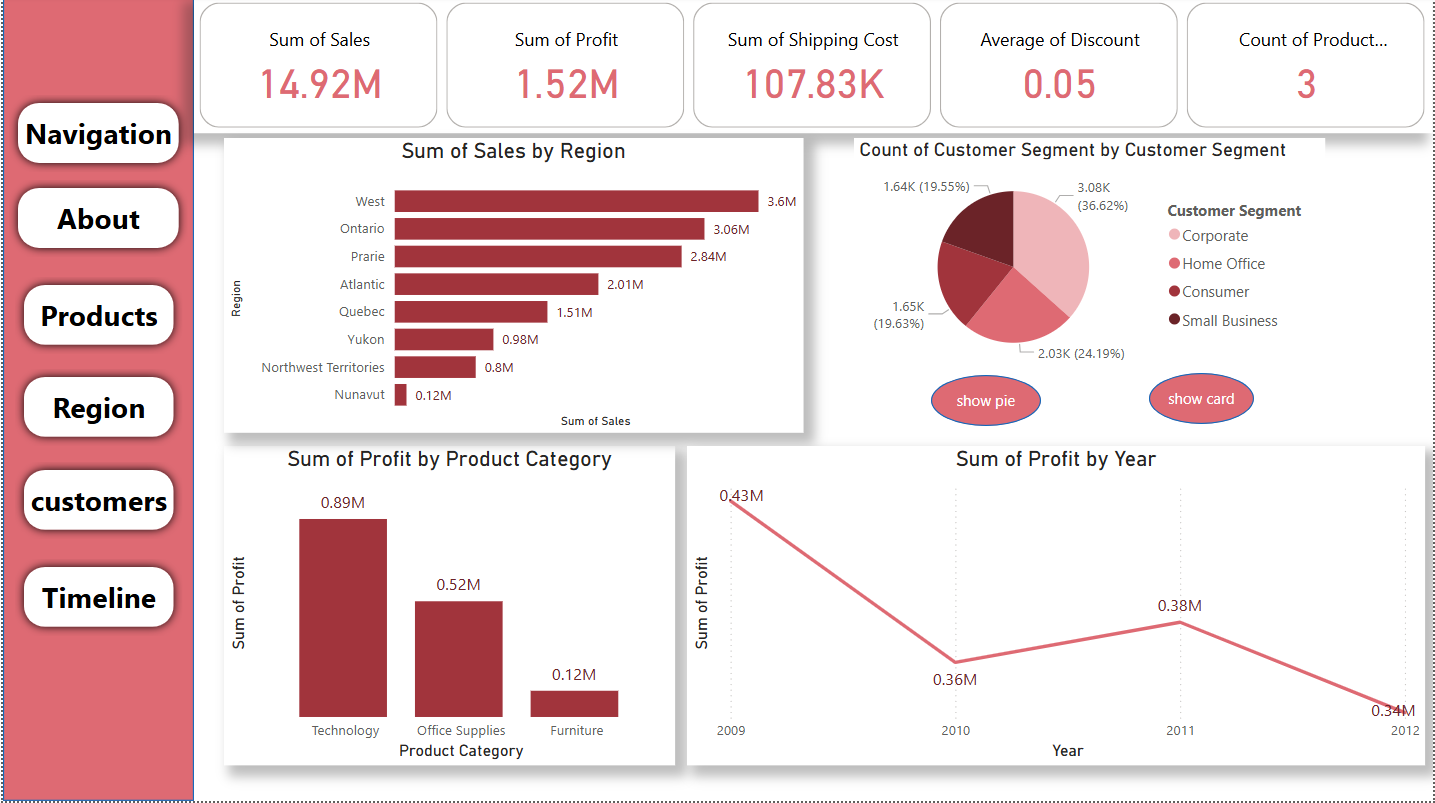 Navigation
About
Products
Region
customers
Timeline
Sum of Sales
14.92M
Sum of Profit
1.52M
Sum of Shipping Cost
107.83K
Average of Discount
0.05
Count of Product...
3
Sum of Sales by Region
Region
West 3.6M
Ontario 3.06M
Prarie 2.84M
Atlantic 2.01M
Quebec 1.51M
Yukon 0.98M
Northwest Territories 0.8M
Nunavut 0.12M
Sum of Sales
Count of Customer Segment by Customer Segment
1.64K (19.55%)
3.08K
(36.62%)
1.65K
(19.63%)
2.03K (24.19%)
Customer Segment
Corporate
Home Office
Consumer
Small Business
show pie
show card
Sum of Profit by Product Category
Sum of Profit
0.89M
0.52M
0.12M
Technology Office Supplies Furniture
Product Category
Sum of Profit by Year
Sum of Profit
0.43M
0.36M
0.38M
0.34M
2009 2010 2011 2012
Year